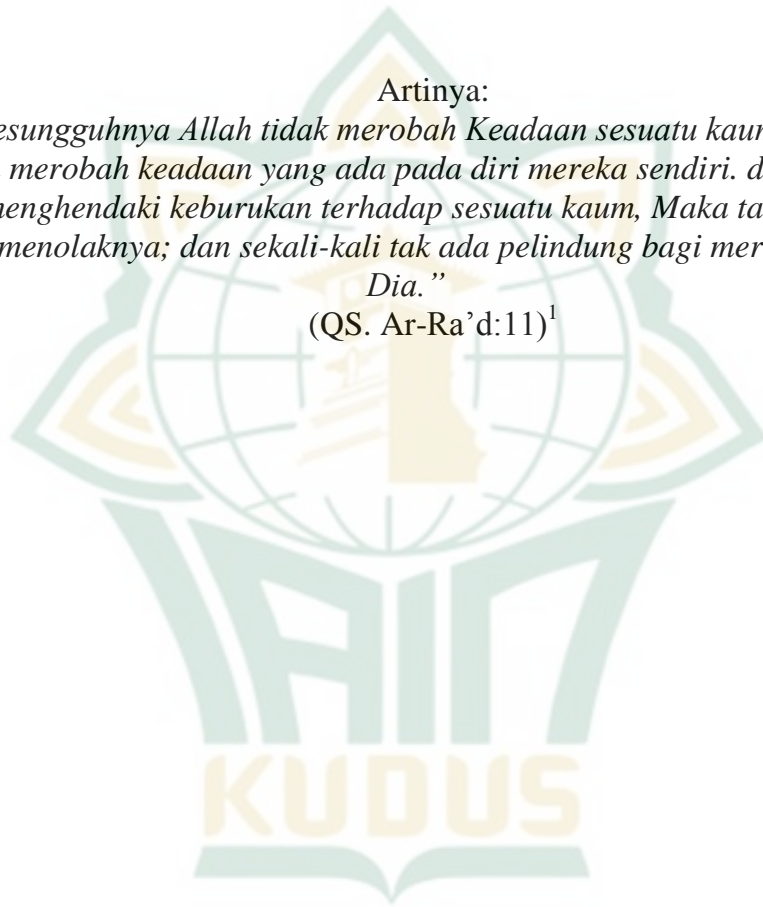 Artinya:
esungguhnya Allah tidak merobah Keadaan sesuatu kaum
merobah keadaan yang ada pada diri mereka sendiri. d
menghendaki keburukan terhadap sesuatu kaum, Maka ta
menolaknya; dan sekali-kali tak ada pelindung bagi mer
Dia.”
(QS. Ar-Ra’d:11)1
IAIN
KUDUS